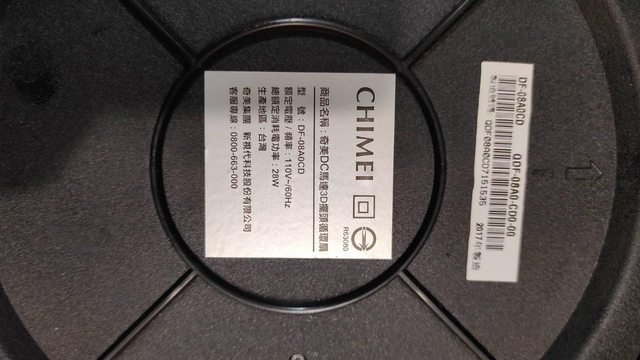 CHIMEI
R63080
商品名稱：奇美DC馬達3D擺頭循環扇
型　號：DF-08A0CD
額定電壓／頻率：110V~/60Hz
總額定消耗電功率：28W
生產地區：台灣
奇美集團　新視代科技股份有限公司
客服專線：0800-663-000
DF-08A0CD　QDF-08A0-CD0-00
QDF08A0CD7151535
2017年製造